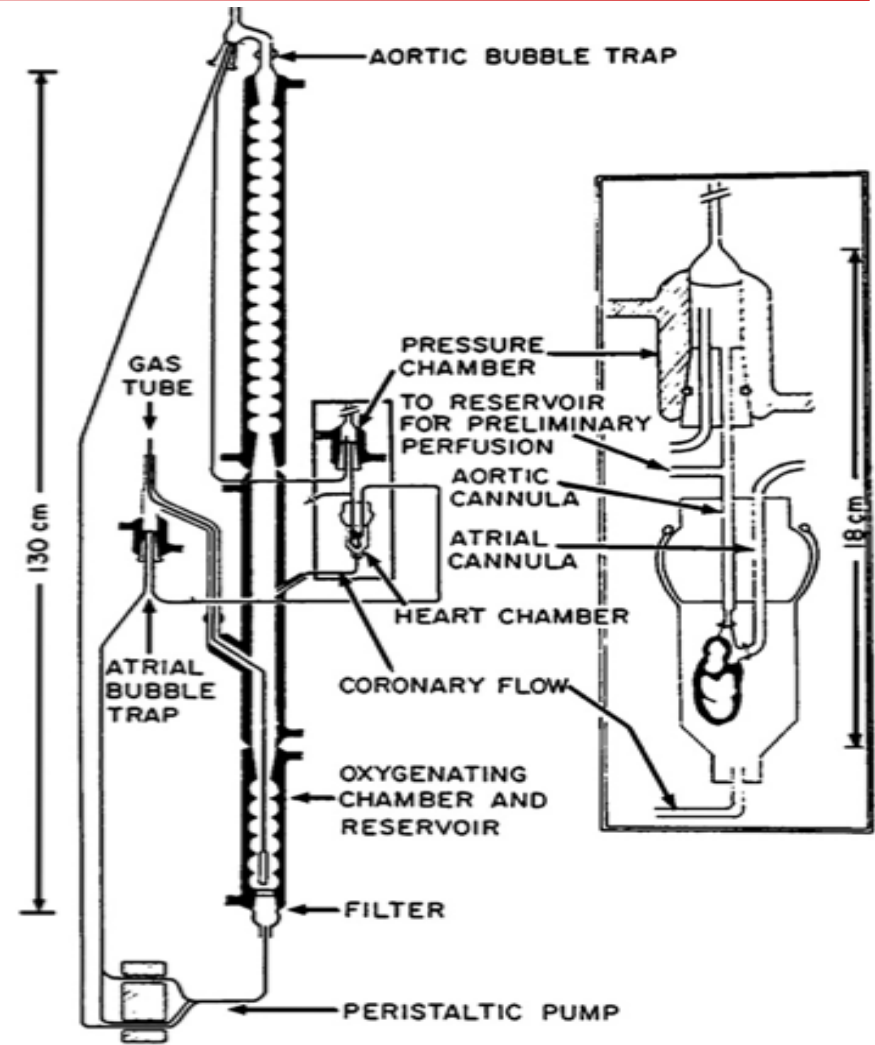 AORTIC BUBBLE TRAP
GAS
TUBE
PRESSURE
CHAMBER
TO RESERVOIR
FOR PRELIMINARY
PERFUSION
AORTIC
CANNULA
ATRIAL
CANNULA
130 cm
18 cm
HEART CHAMBER
ATRIAL
BUBBLE
TRAP
CORONARY FLOW
OXYGENATING
CHAMBER AND
RESERVOIR
FILTER
PERISTALTIC PUMP